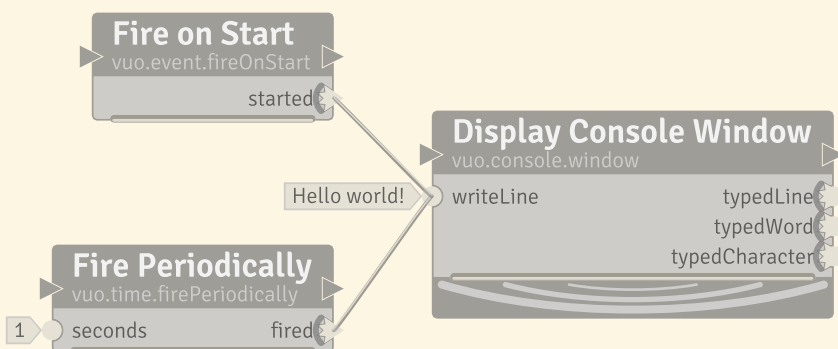 Fire on Start
vuo.event.fireOnStart
started
Display Console Window
vuo.console.window
Hello world!
writeLine
typedLine
typedWord
typedCharacter
Fire Periodically
vuo.time.firePeriodically
1
seconds
fired